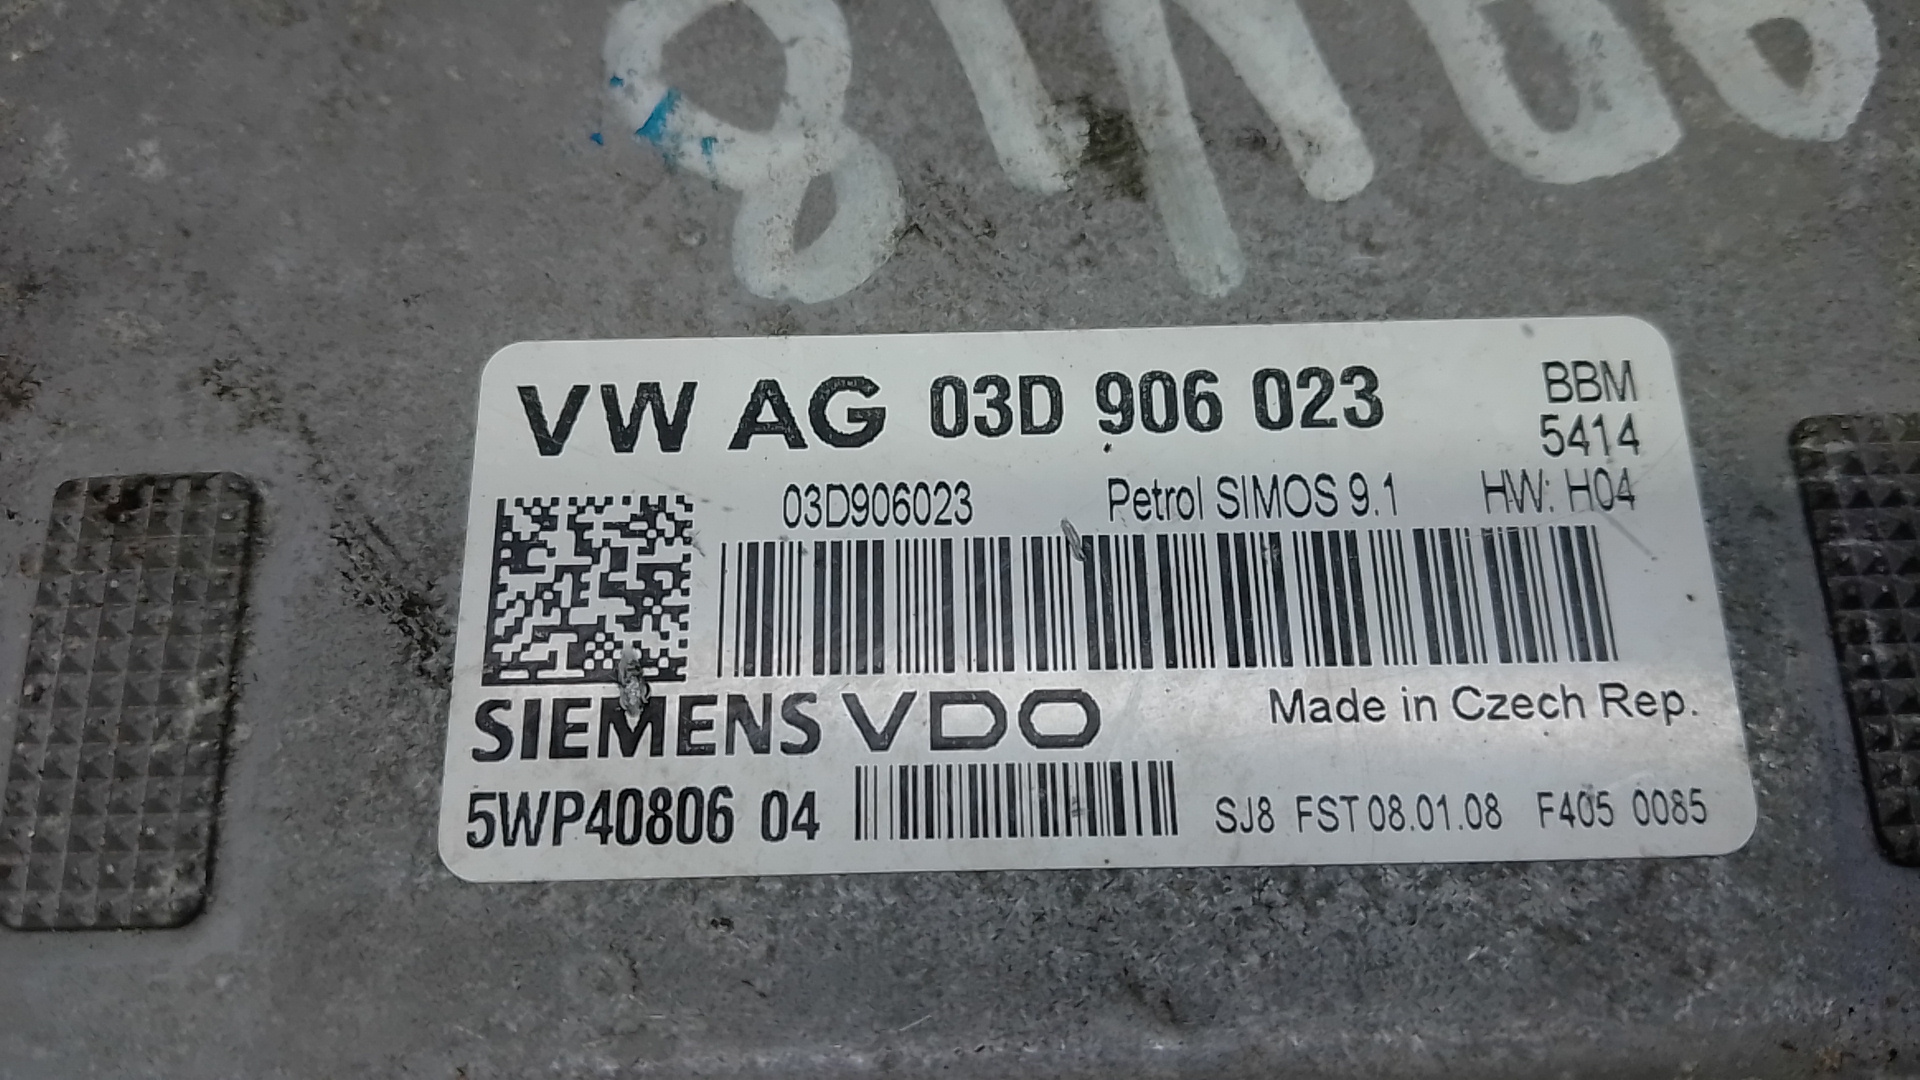 VW AG 03D 906 023
BBM
5414
03D906023 Petrol SIMOS 9.1 HW: H04
SIEMENS VDO Made in Czech Rep.
5WP40806 04 SJ8 FST 08.01.08 F405 0085